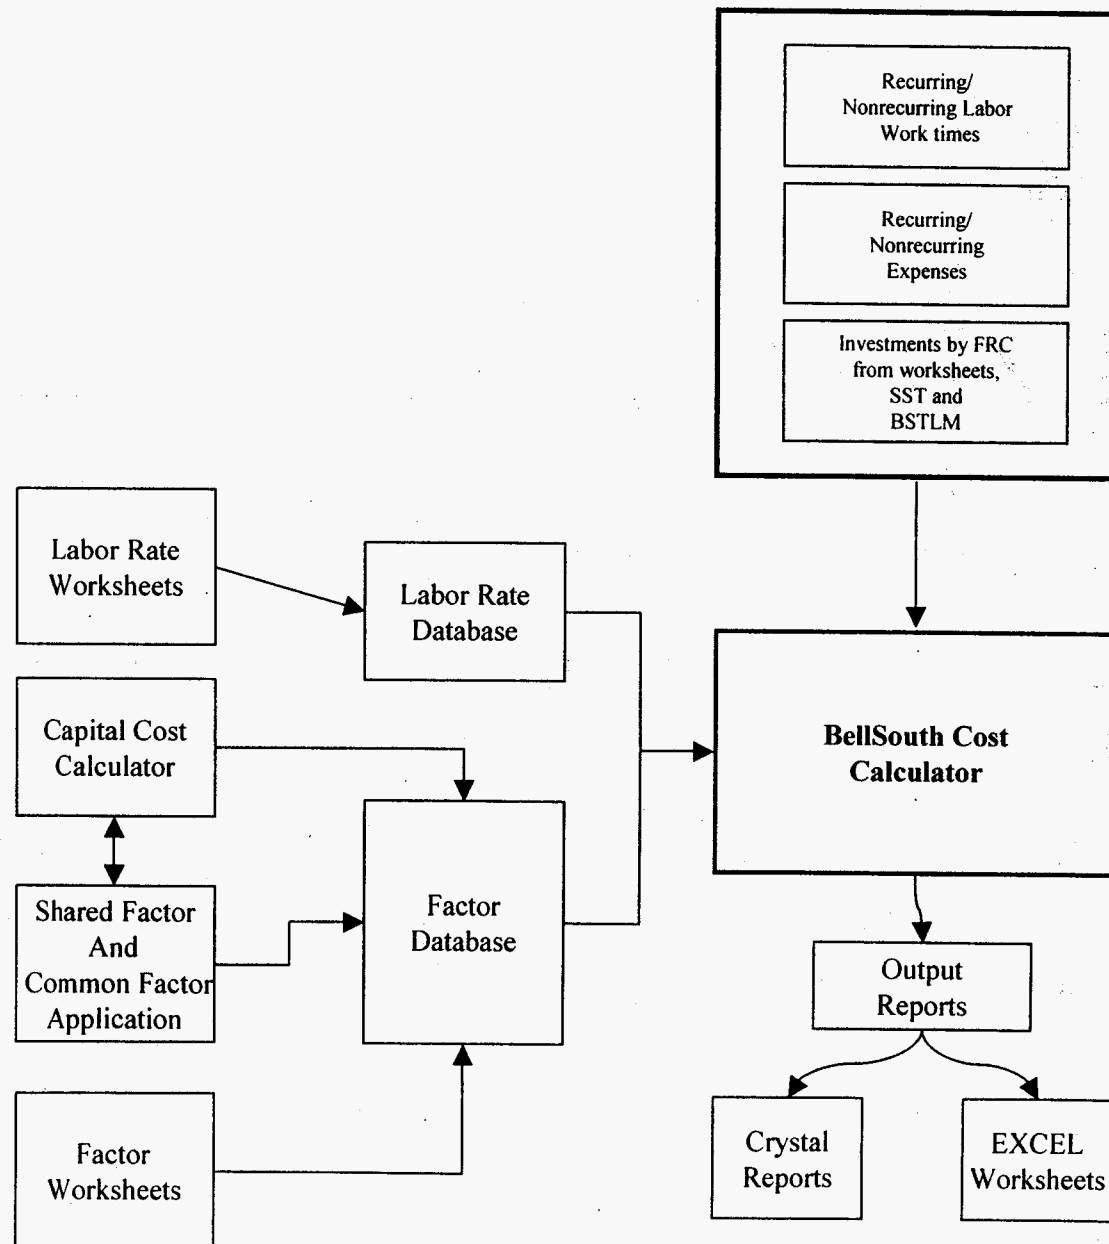 Recurring/
Nonrecurring Labor
Work times
Recurring/
Nonrecurring
Expenses
Investments by FRC
from worksheets,
SST and
BSTLM
Labor Rate
Worksheets
Labor Rate
Database
Capital Cost
Calculator
BellSouth Cost
Calculator
Shared Factor
And
Common Factor
Application
Factor
Database
Output
Reports
Factor
Worksheets
Crystal
Reports
EXCEL
Worksheets